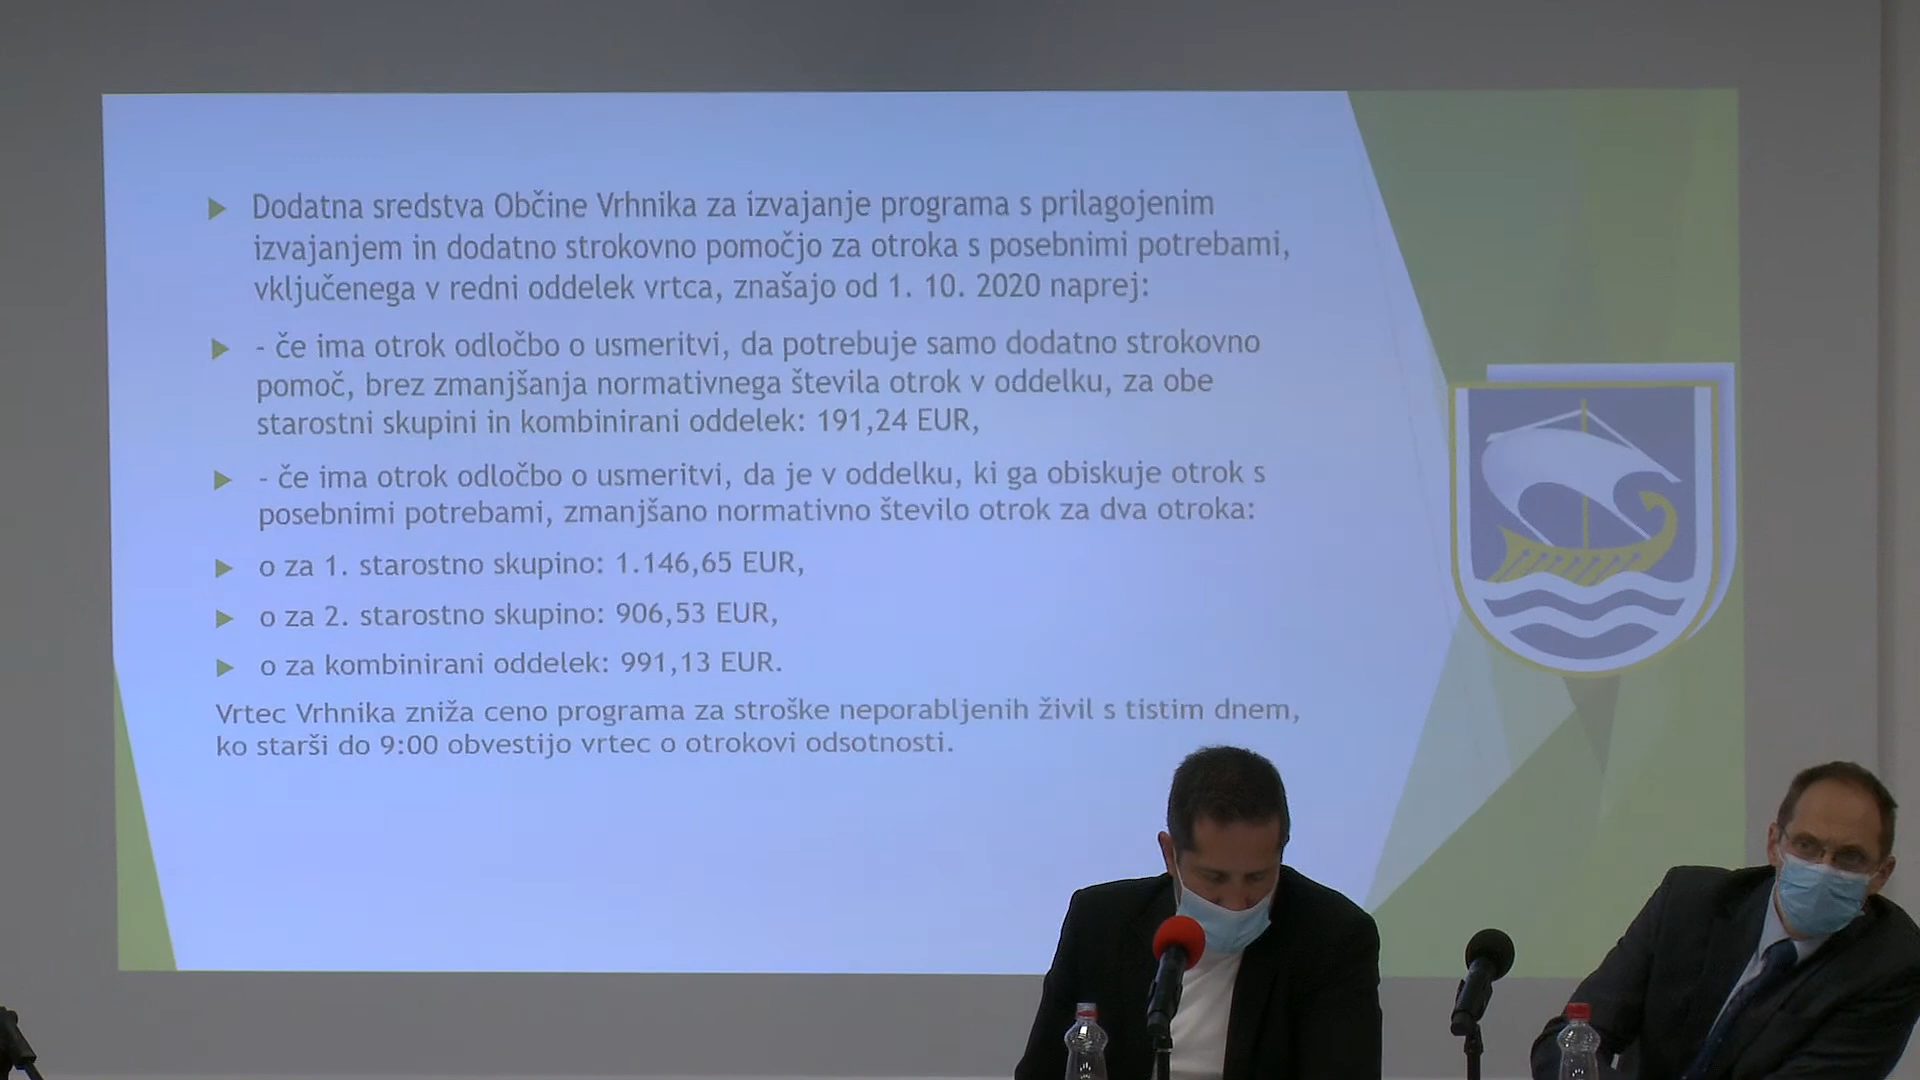 Dodatna sredstva Občine Vrhnika za izvajanje programa s prilagojenim
izvajanjem in dodatno strokovno pomočjo za otroka s posebnimi potrebami,
vključenega v redni oddelek vrtca, znašajo od 1. 10. 2020 naprej:
- če ima otrok odločbo o usmeritvi, da potrebuje samo dodatno strokovno
pomoč, brez zmanjšanja normativnega števila otrok v oddelku, za obe
starostni skupini in kombinirani oddelek: 191,24 EUR,
- če ima otrok odločbo o usmeritvi, da je v oddelku, ki ga obiskuje otrok s
posebnimi potrebami, zmanjšano normativno število otrok za dva otroka:
o za 1. starostno skupino: 1.146,65 EUR,
o za 2. starostno skupino: 906,53 EUR,
o za kombinirani oddelek: 991,13 EUR.
Vrtec Vrhnika zniža ceno programa za stroške neporabljenih živil s tistim dnem,
ko starši do 9:00 obvestijo vrtec o otrokovi odsotnosti.